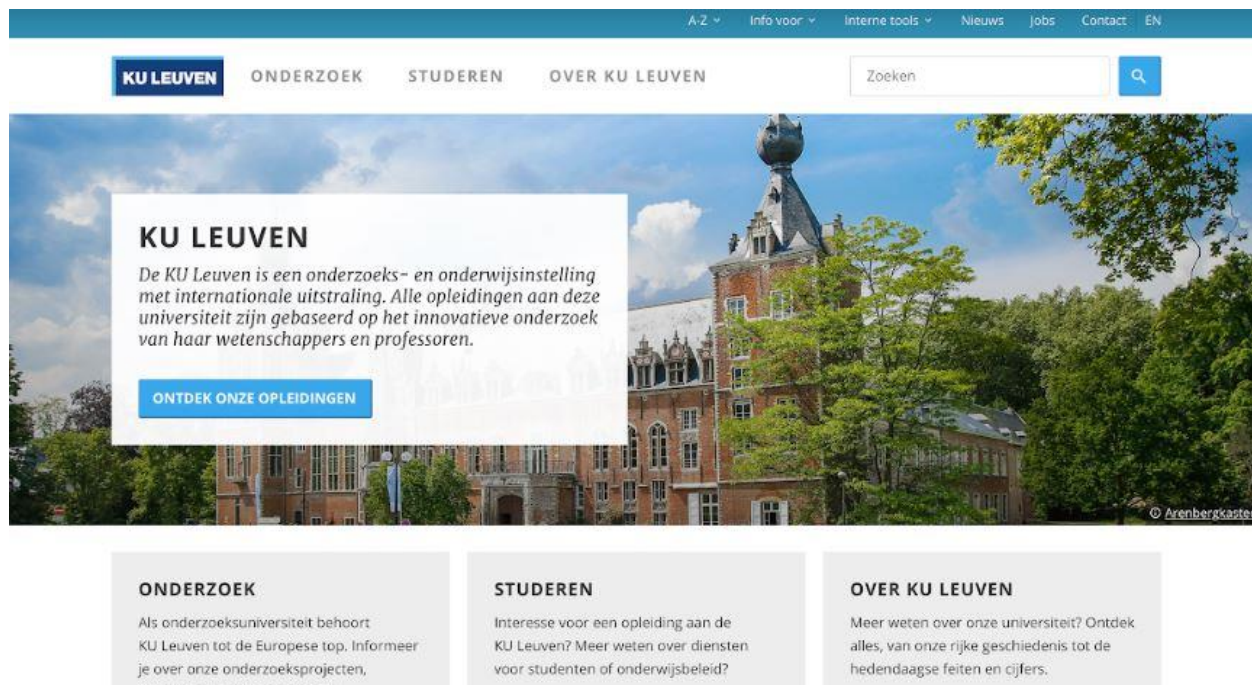 A-Z Info voor Interne tools Nieuws Jobs Contact EN
KU LEUVEN ONDERZOEK STUDEREN OVER KU LEUVEN Zoeken
KU LEUVEN
De KU Leuven is een onderzoeks- en onderwijsinstelling
met internationale uitstraling. Alle opleidingen aan deze
universiteit zijn gebaseerd op het innovatieve onderzoek
van haar wetenschappers en professoren.
ONTDEK ONZE OPLEIDINGEN
Arenbergkaste
ONDERZOEK
Als onderzoeksuniversiteit behoort
KU Leuven tot de Europese top. Informeer
je over onze onderzoeksprojecten,
STUDEREN
Interesse voor een opleiding aan de
KU Leuven? Meer weten over diensten
voor studenten of onderwijsbeleid?
OVER KU LEUVEN
Meer weten over onze universiteit? Ontdek
alles, van onze rijke geschiedenis tot de
hedendaagse feiten en cijfers.